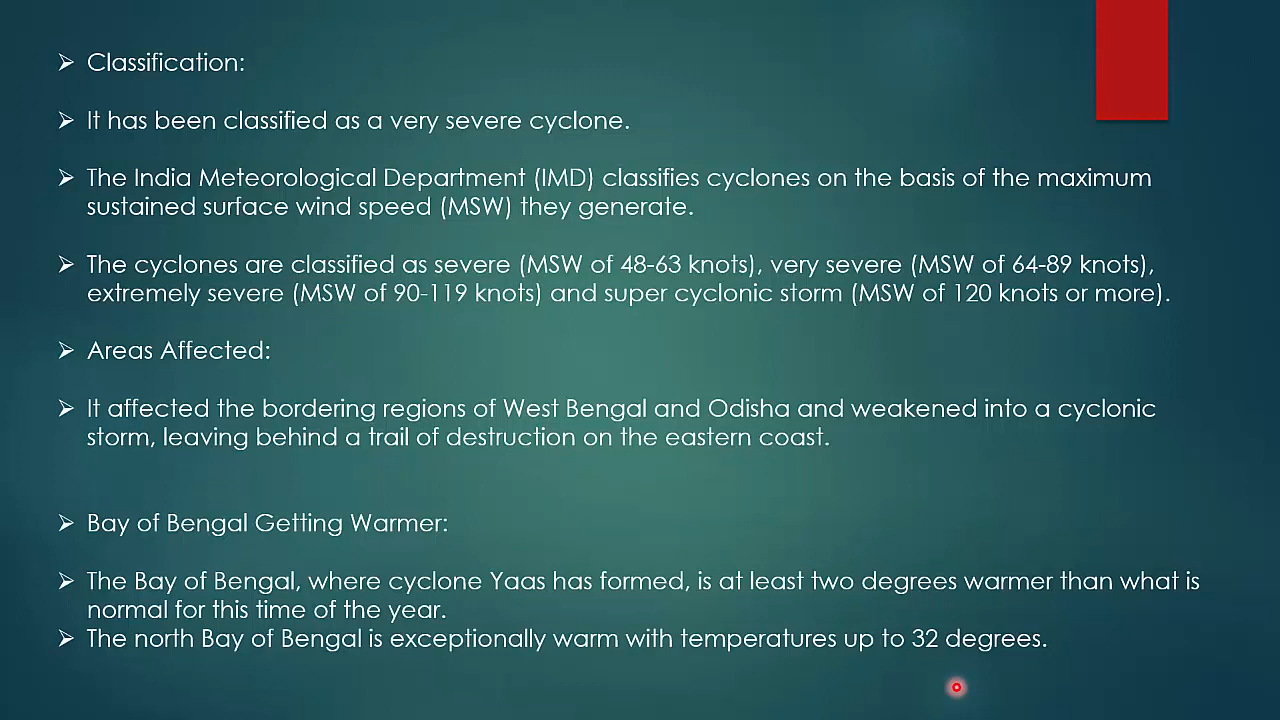 ➢ Classification:
➢ It has been classified as a very severe cyclone.
➢ The India Meteorological Department (IMD) classifies cyclones on the basis of the maximum
sustained surface wind speed (MSW) they generate.
➢ The cyclones are classified as severe (MSW of 48-63 knots), very severe (MSW of 64-89 knots),
extremely severe (MSW of 90-119 knots) and super cyclonic storm (MSW of 120 knots or more).
➢ Areas Affected:
➢ It affected the bordering regions of West Bengal and Odisha and weakened into a cyclonic
storm, leaving behind a trail of destruction on the eastern coast.
➢ Bay of Bengal Getting Warmer:
➢ The Bay of Bengal, where cyclone Yaas has formed, is at least two degrees warmer than what is
normal for this time of the year.
➢ The north Bay of Bengal is exceptionally warm with temperatures up to 32 degrees.